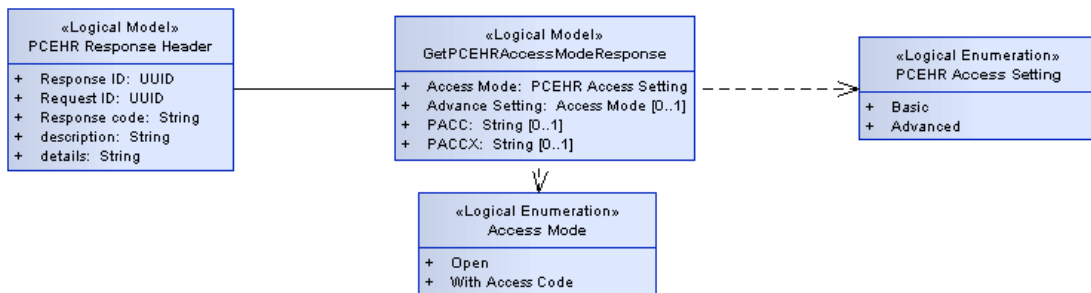 «Logical Model»
PCEHR Response Header
+ Response ID: UUID
+ Request ID: UUID
+ Response code: String
+ description: String
+ details: String
«Logical Model»
GetPCEHRAccessModeResponse
+ Access Mode: PCEHR Access Setting
+ Advance Setting: Access Mode [0..1]
+ PACC: String [0..1]
+ PACCX: String [0..1]
«Logical Enumeration»
PCEHR Access Setting
+ Basic
+ Advanced
«Logical Enumeration»
Access Mode
+ Open
+ With Access Code